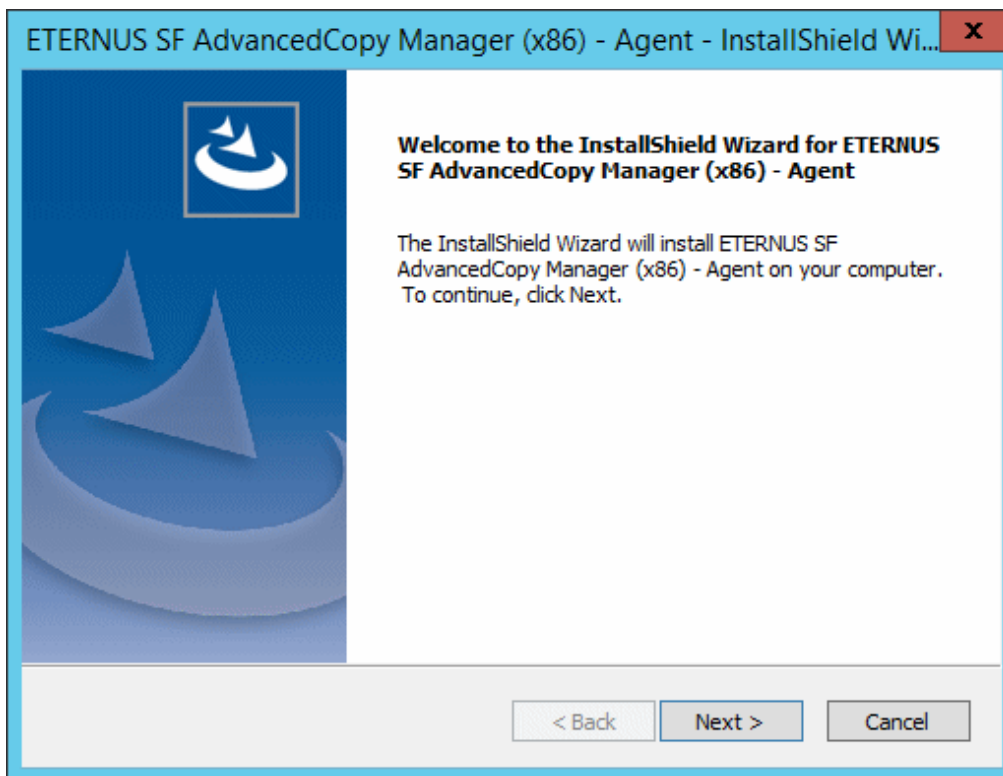 ETERNUS SF AdvancedCopy Manager (x86) - Agent - InstallShield Wi...
x
Welcome to the InstallShield Wizard for ETERNUS
SF AdvancedCopy Manager (x86) - Agent
The InstallShield Wizard will install ETERNUS SF
AdvancedCopy Manager (x86) - Agent on your computer.
To continue, click Next.
< Back
Next >
Cancel